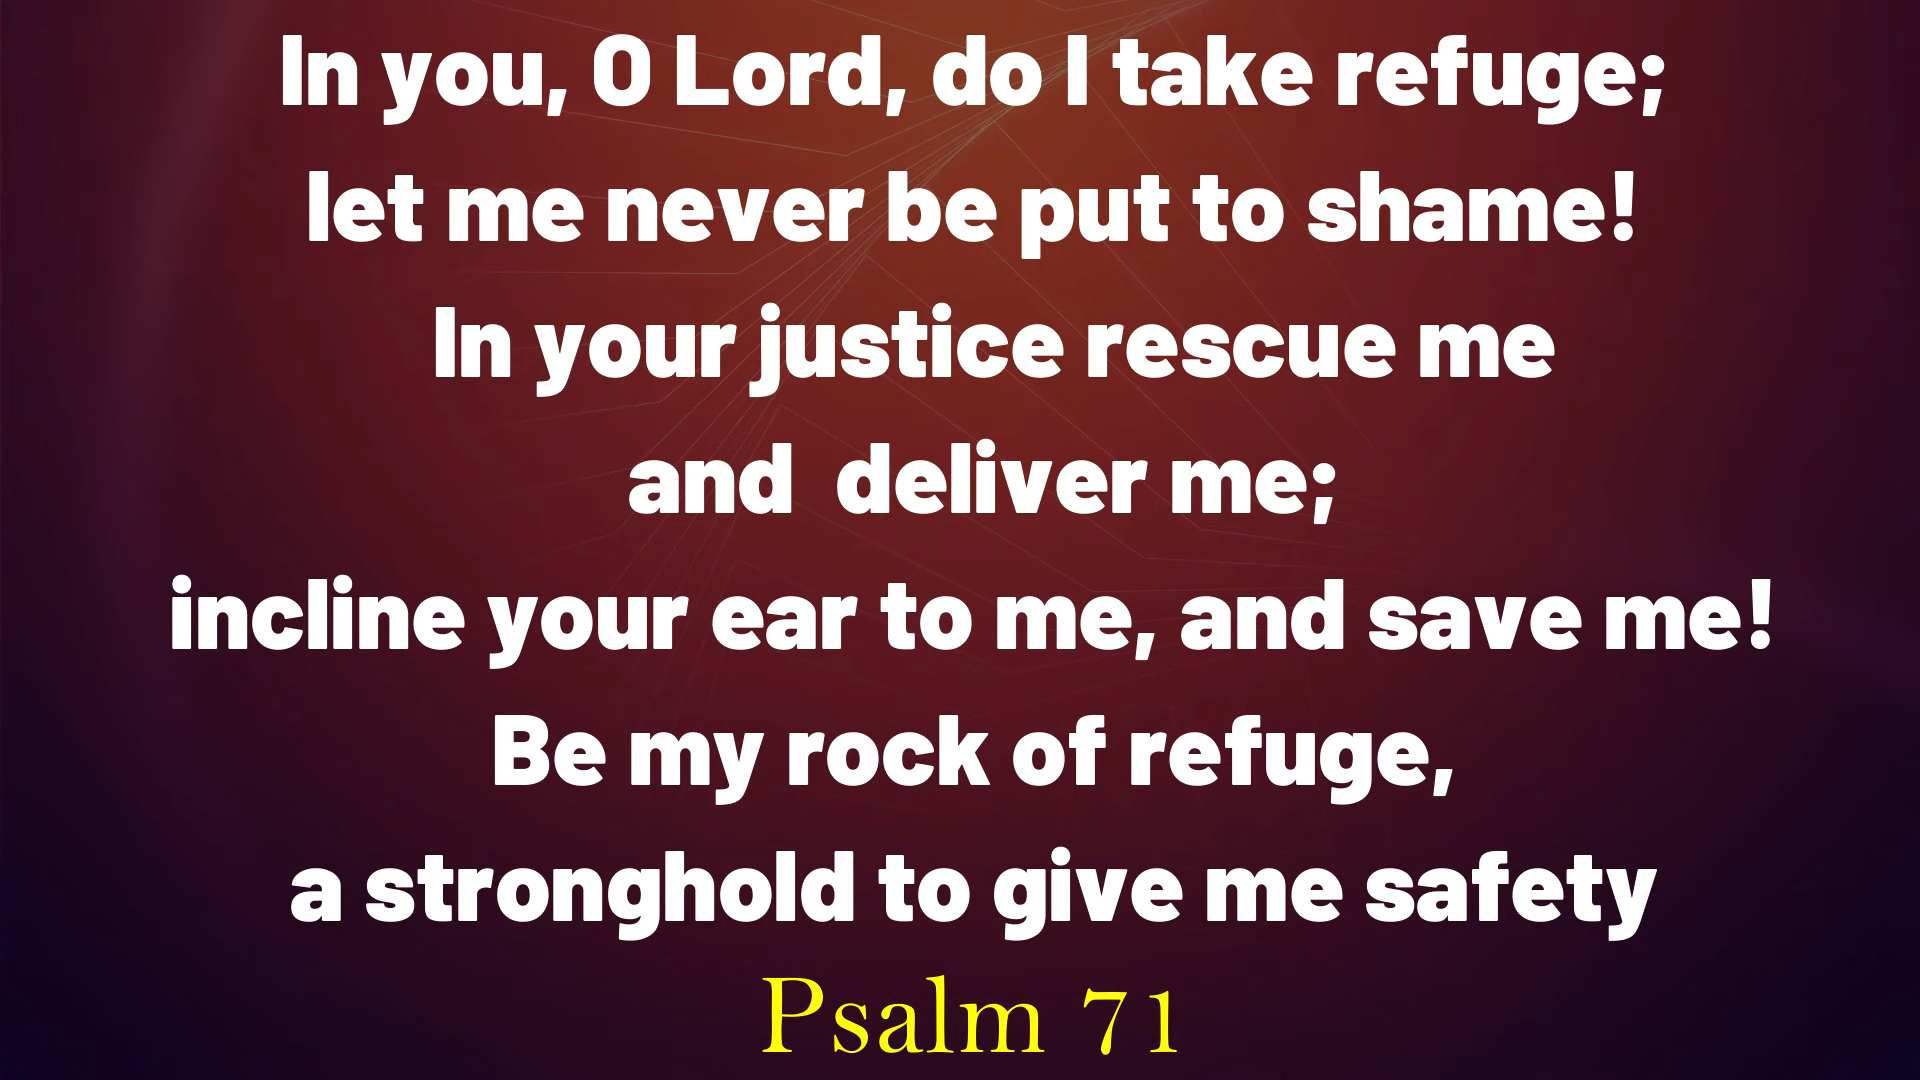 In you, O Lord, do I take refuge;
let me never be put to shame!
In your justice rescue me
and  deliver me;
incline your ear to me, and save me!
Be my rock of refuge,
a stronghold to give me safety
Psalm 71